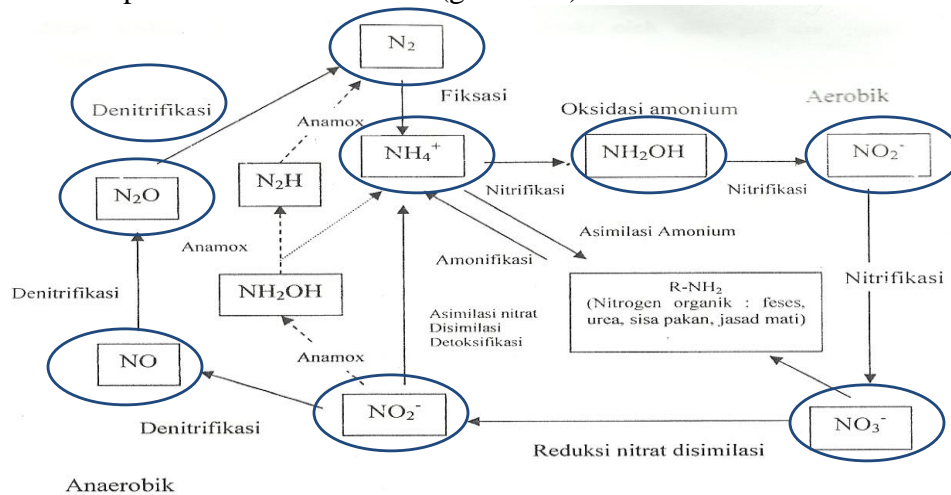 N₂
Denitrifikasi
Fiksasi
Oksidasi amonium
Aerobik
Anamox
NH₄⁺
NH₂OH
NO₂⁻
N₂H
N₂O
Nitrifikasi
Nitrifikasi
Asimilasi Amonium
Anamox
Amonifikasi
Nitrifikasi
Denitrifikasi
NH₂OH
R-NH₂
(Nitrogen organik : feses,
urea, sisa pakan, jasad mati)
Asimilasi nitrat
Disimilasi
Detoksifikasi
NO
Anamox
NO₂⁻
NO₃⁻
Denitrifikasi
Reduksi nitrat disimilasi
Anaerobik